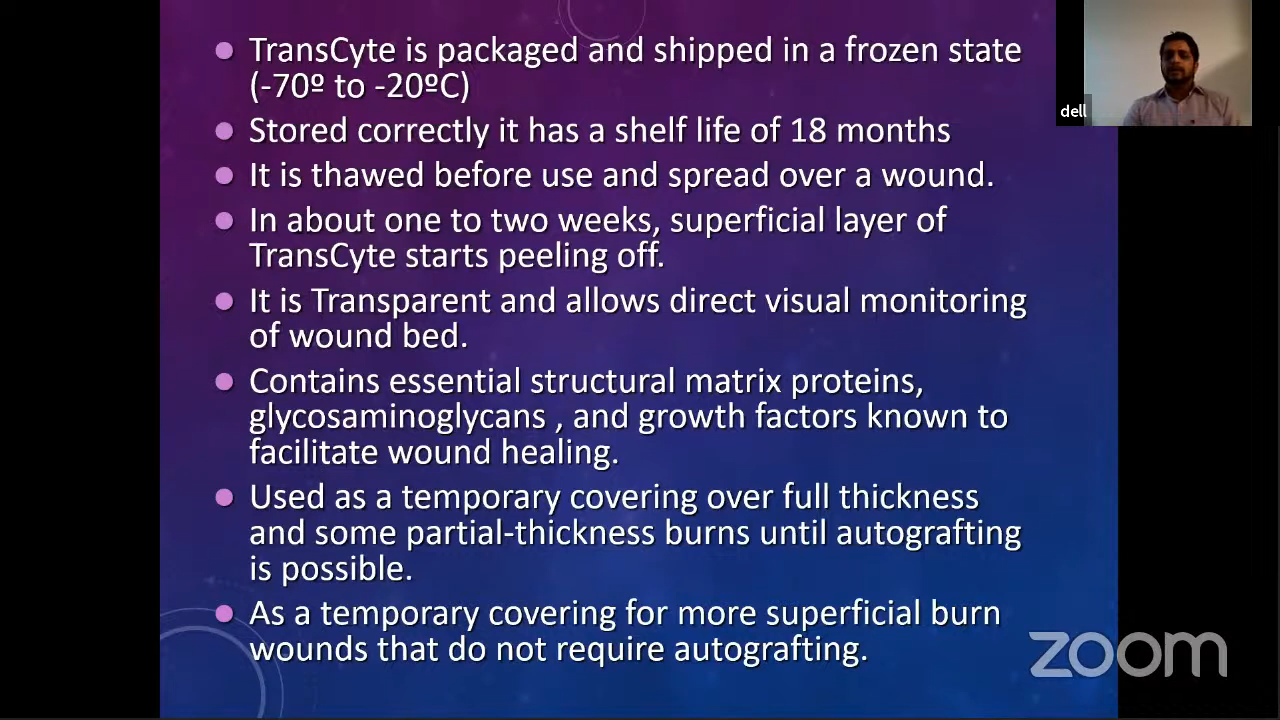 TransCyte is packaged and shipped in a frozen state
(-70º to -20ºC)
Stored correctly it has a shelf life of 18 months
It is thawed before use and spread over a wound.
In about one to two weeks, superficial layer of
TransCyte starts peeling off.
It is Transparent and allows direct visual monitoring
of wound bed.
Contains essential structural matrix proteins,
glycosaminoglycans , and growth factors known to
facilitate wound healing.
Used as a temporary covering over full thickness
and some partial-thickness burns until autografting
is possible.
As a temporary covering for more superficial burn
wounds that do not require autografting.
dell
zoom